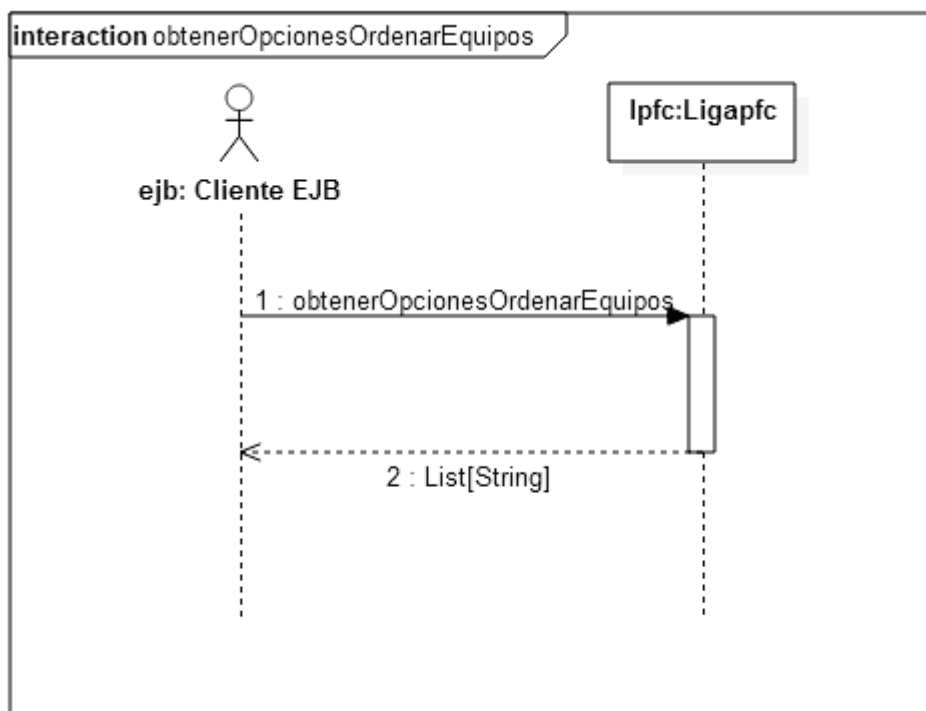 interaction obtenerOpcionesOrdenarEquipos
lpfc:Ligapfc
ejb: Cliente EJB
1 : obtenerOpcionesOrdenarEquipos
2 : List[String]